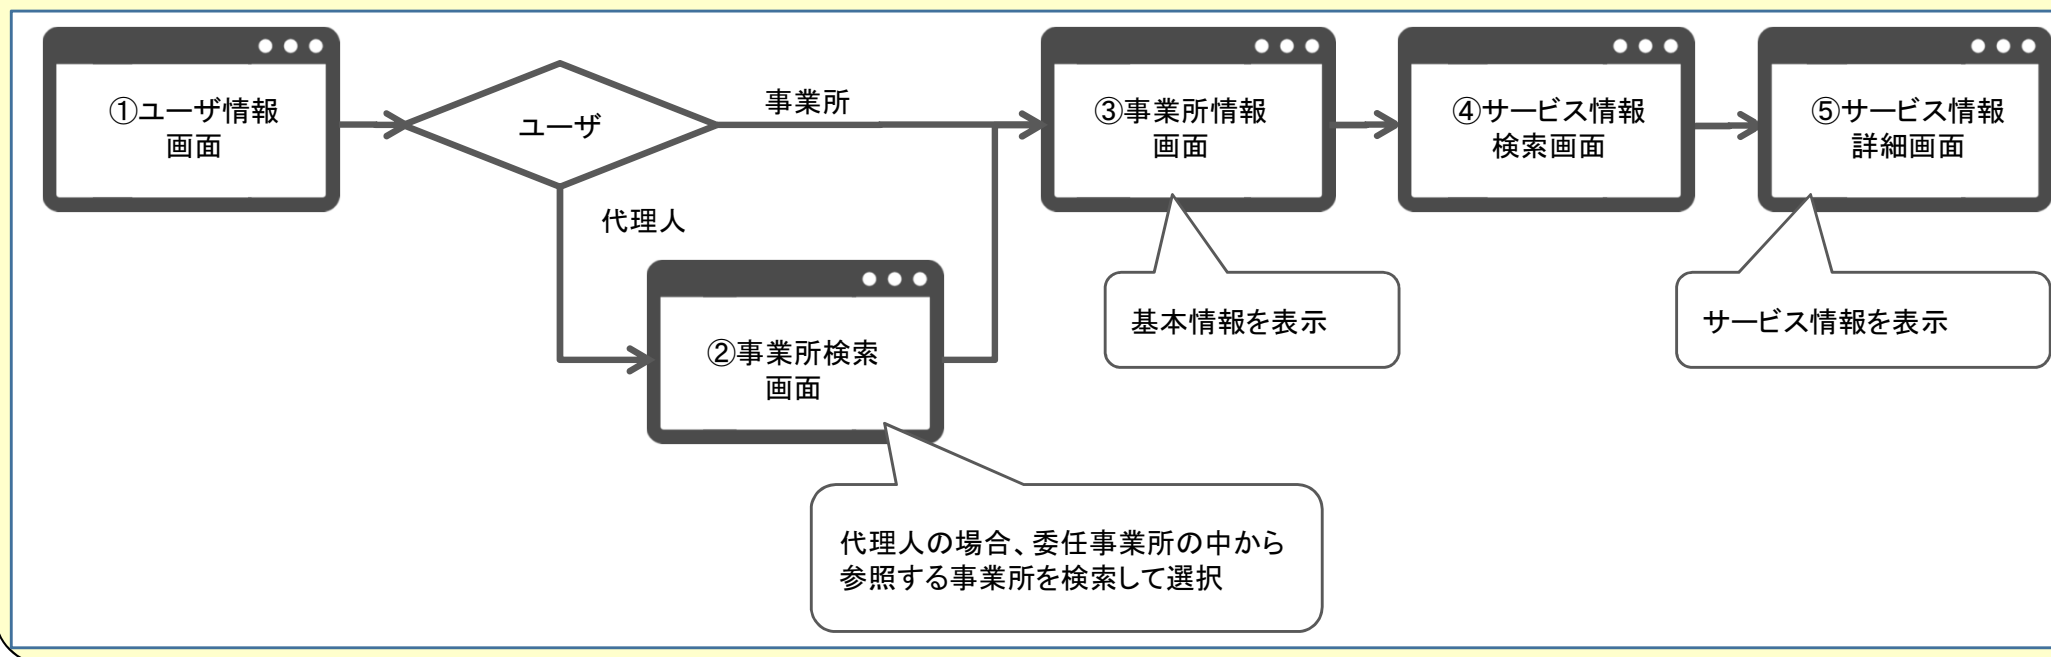 ①ユーザ情報
画面
ユーザ
事業所
③事業所情報
画面
④サービス情報
検索画面
⑤サービス情報
詳細画面
代理人
②事業所検索
画面
基本情報を表示
サービス情報を表示
代理人の場合、委任事業所の中から
参照する事業所を検索して選択